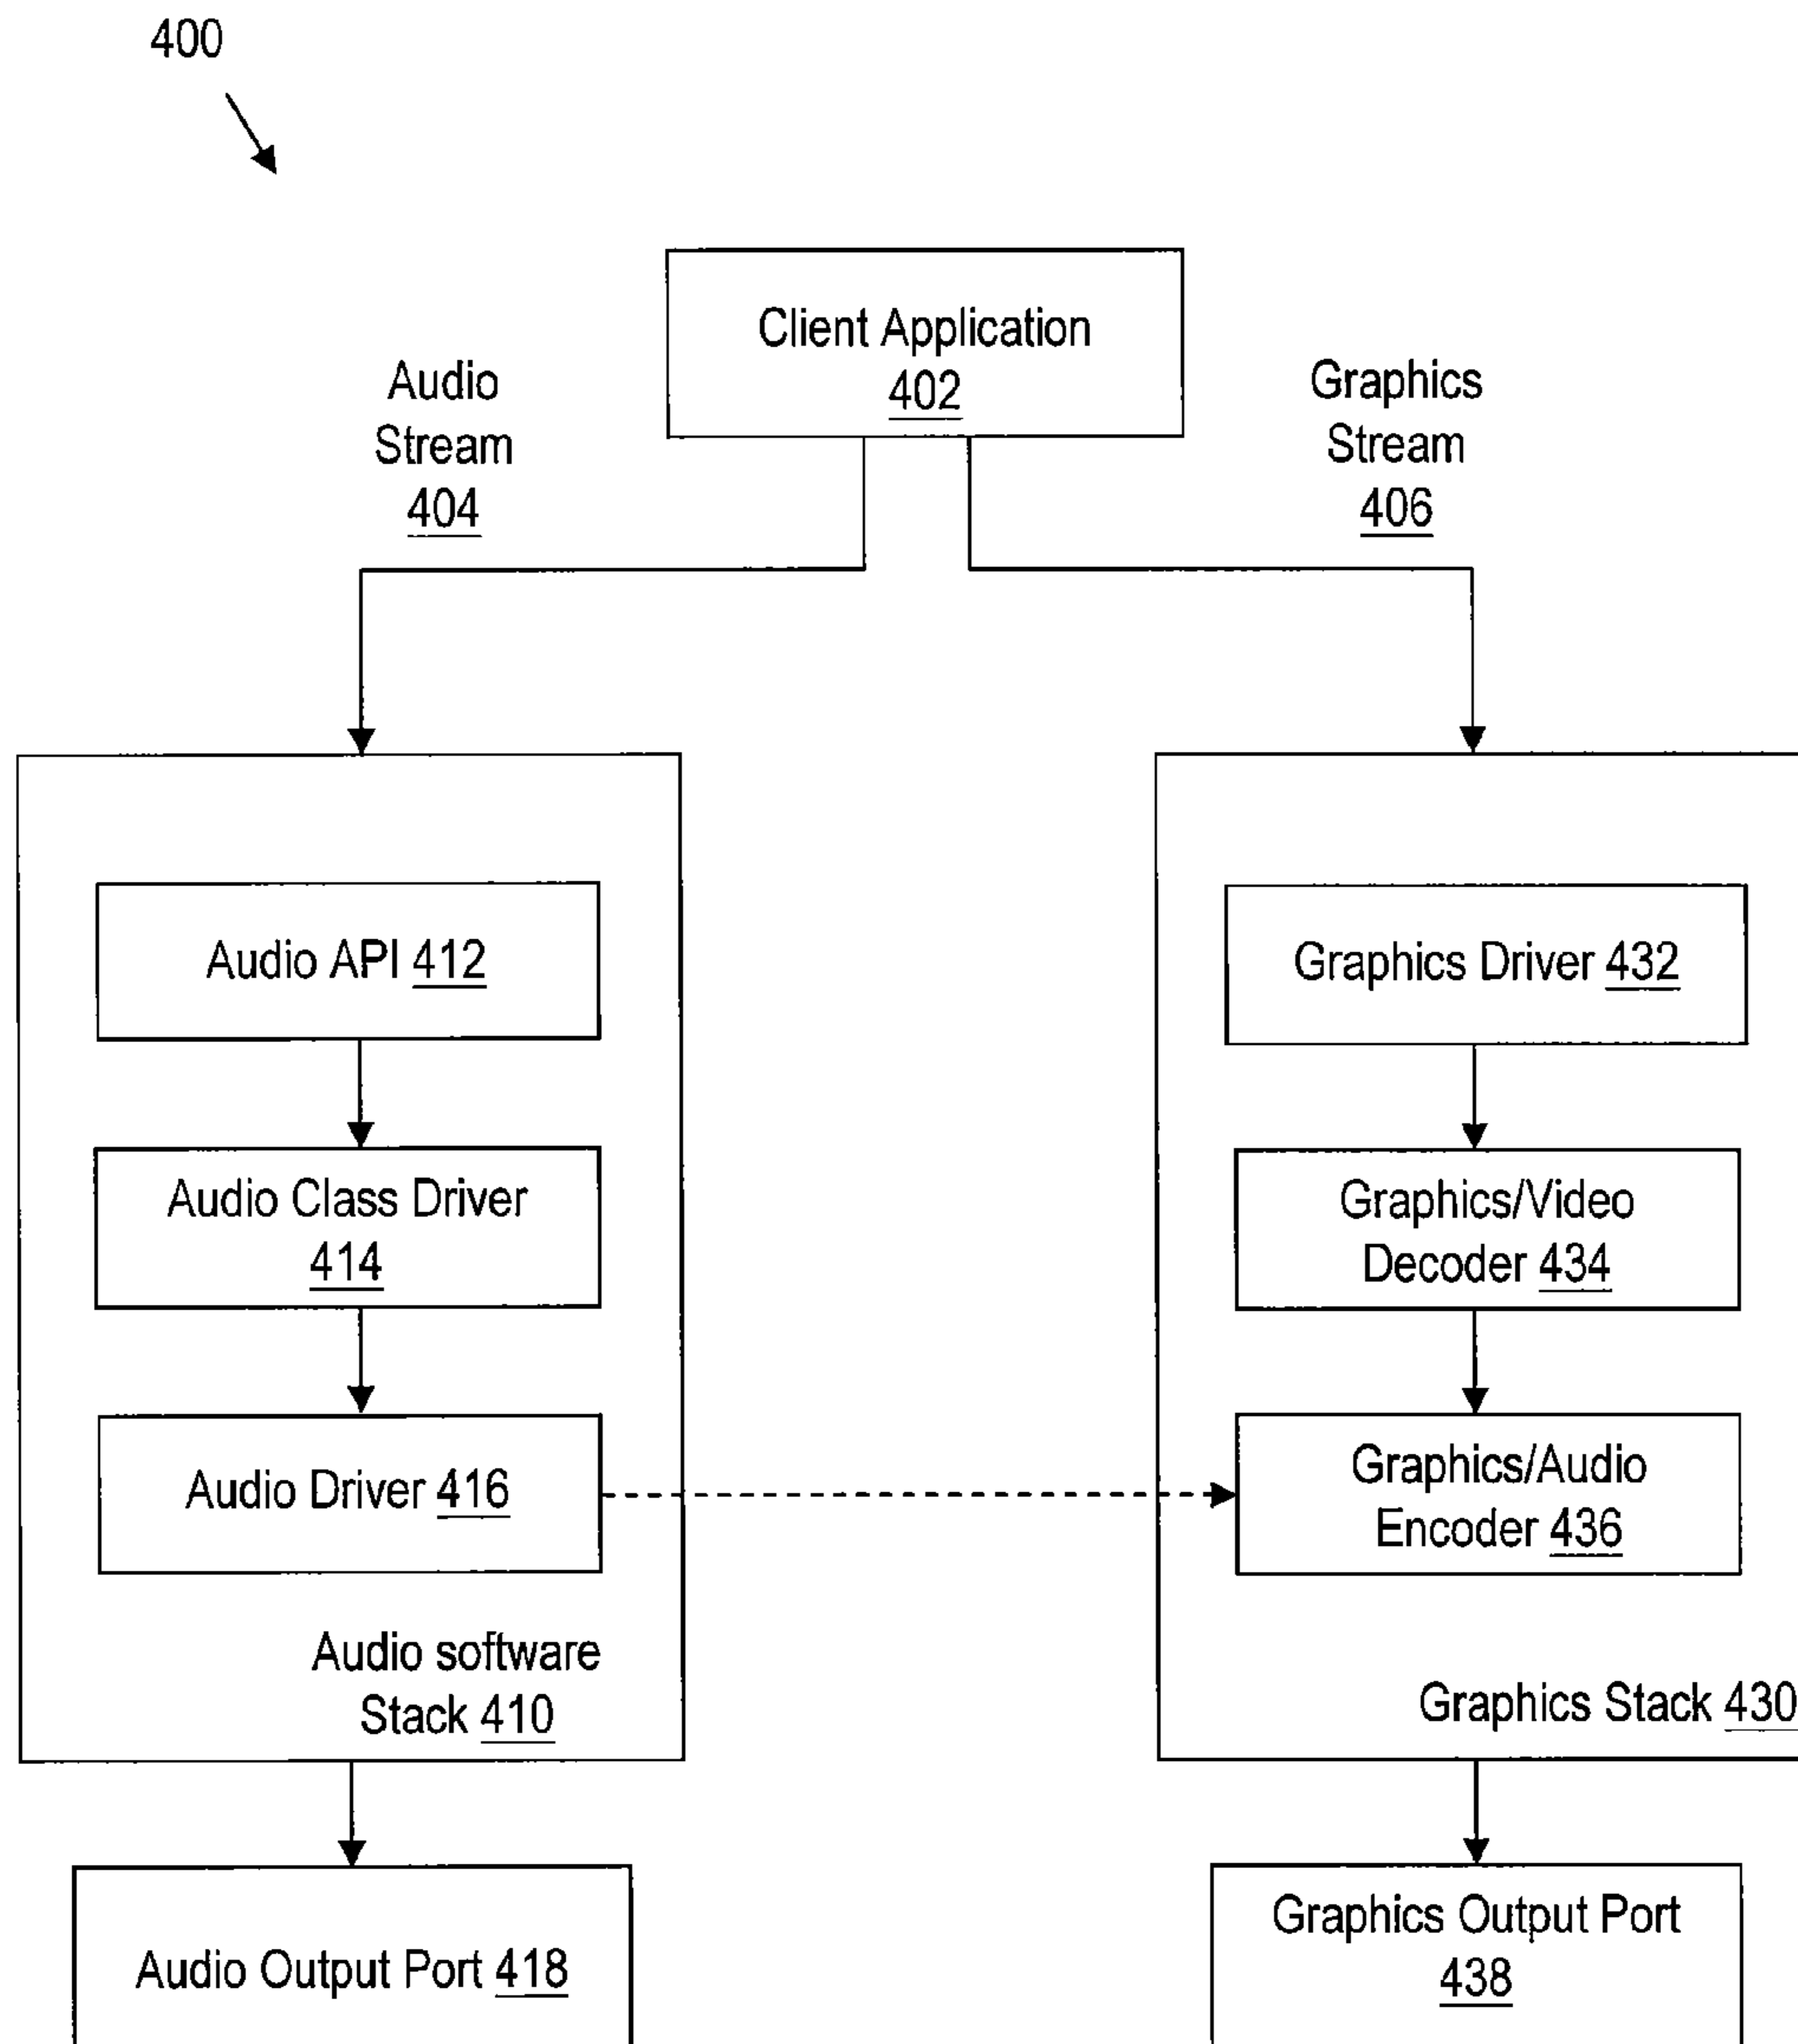 400
Client Application
402
Audio
Stream
404
Graphics
Stream
406
Audio API 412
Audio Class Driver
414
Audio Driver 416
Audio software
Stack 410
Audio Output Port 418
Graphics Driver 432
Graphics/Video
Decoder 434
Graphics/Audio
Encoder 436
Graphics Stack 430
Graphics Output Port
438